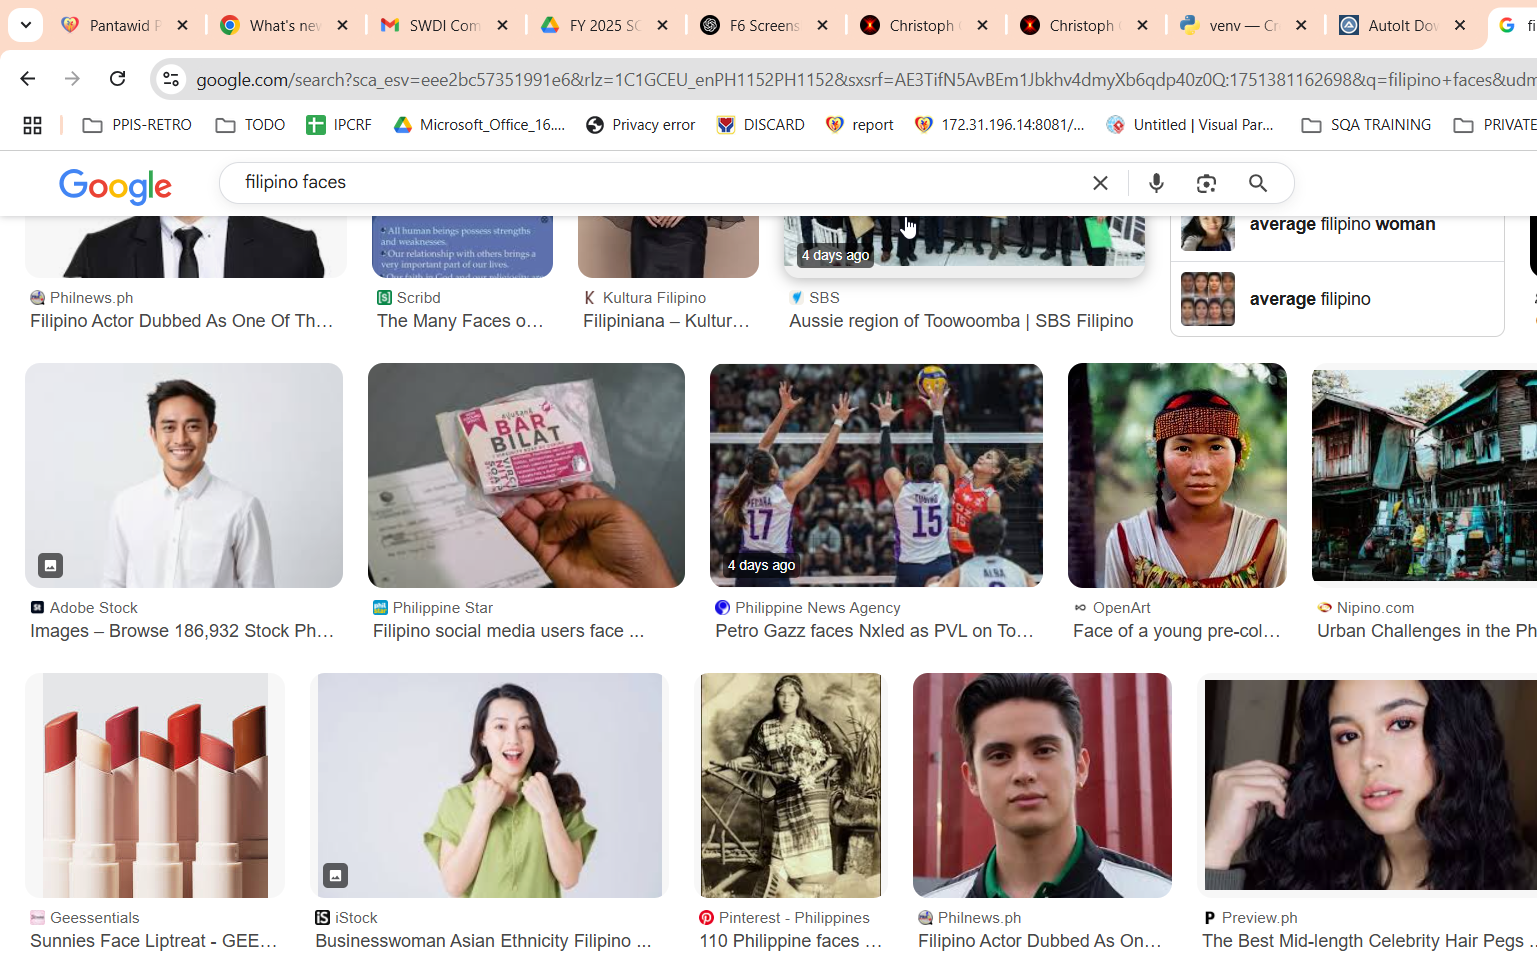 Pantawid P
What's nev
SWDI Com
FY 2025 SC
F6 Screens
Christoph
Christoph
venv — Cr
AutoIt Dov
fi
google.com/search?sca_esv=eee2bc57351991e6&rlz=1C1GCEU_enPH1152PH1152&sxsrf=AE3TifN5AvBEm1Jbkhv4dmyXb6qdp40z0Q:1751381162698&q=filipino+faces&udm
PPIS-RETRO
TODO
IPCRF
Microsoft_Office_16....
Privacy error
DISCARD
report
172.31.196.14:8081/...
Untitled | Visual Par...
SQA TRAINING
PRIVATE
Google
filipino faces
All human beings possess strengths
and weaknesses.
Our relationship with others brings a
very important part of our lives.
4 days ago
average filipino woman
average filipino
Philnews.ph
Filipino Actor Dubbed As One Of Th...
Scribd
The Many Faces o...
Kultura Filipino
Filipiniana – Kultur...
SBS
Aussie region of Toowoomba | SBS Filipino
BAR
BILAT
17
15
4 days ago
Adobe Stock
Images – Browse 186,932 Stock Ph...
Philippine Star
Filipino social media users face ...
Philippine News Agency
Petro Gazz faces Nxled as PVL on To...
OpenArt
Face of a young pre-col...
Nipino.com
Urban Challenges in the Ph
Geessentials
Sunnies Face Liptreat - GEE...
iStock
Businesswoman Asian Ethnicity Filipino ...
Pinterest - Philippines
110 Philippine faces ...
Philnews.ph
Filipino Actor Dubbed As On...
Preview.ph
The Best Mid-length Celebrity Hair Pegs ..